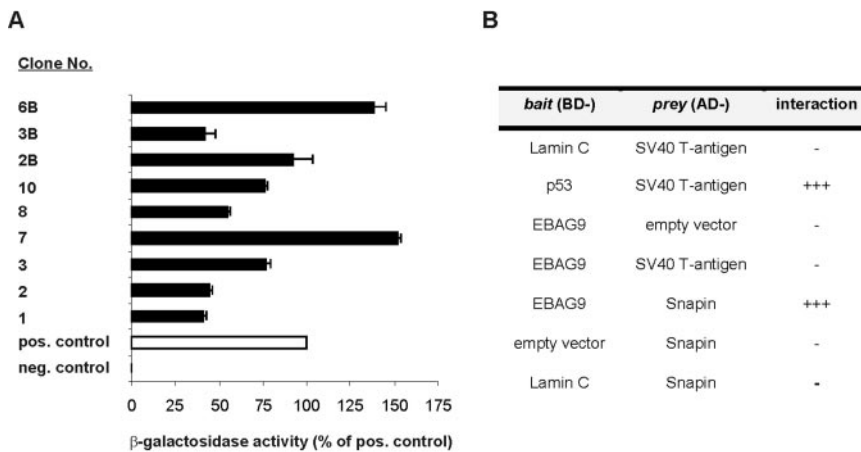 A
Clone No.
6B
3B
2B
10
8
7
3
2
1
pos. control
neg. control
0 25 50 75 100 125 150 175
β-galactosidase activity (% of pos. control)
B
bait (BD-) prey (AD-) interaction
Lamin C SV40 T-antigen -
p53 SV40 T-antigen +++
EBAG9 empty vector -
EBAG9 SV40 T-antigen -
EBAG9 Snapin +++
empty vector Snapin -
Lamin C Snapin -